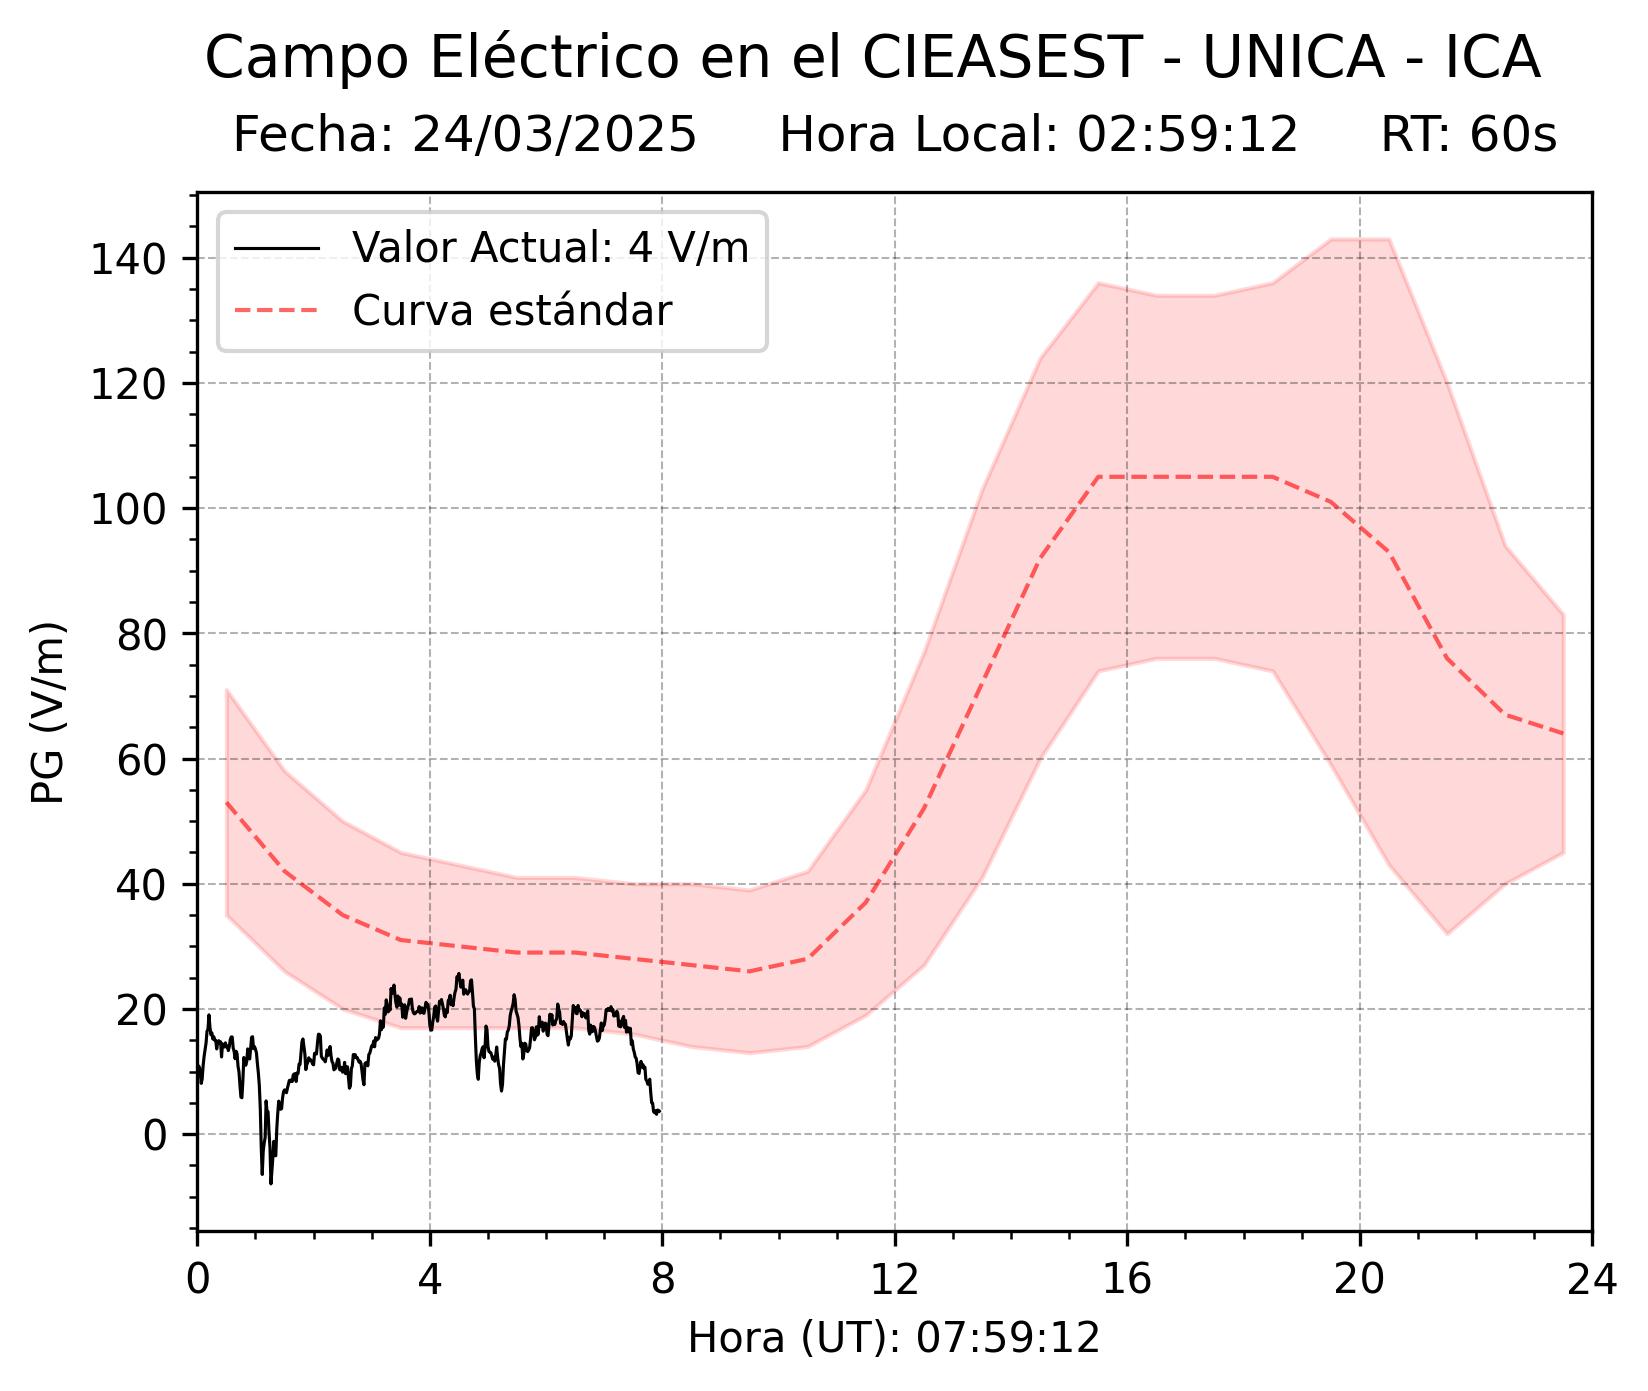 Campo Eléctrico en el CIEASEST - UNICA - ICA
Fecha: 24/03/2025 Hora Local: 02:59:12 RT: 60s
Valor Actual: 4 V/m
Curva estándar
PG (V/m)
140
120
100
80
60
40
20
0
0 4 8 12 16 20 24
Hora (UT): 07:59:12